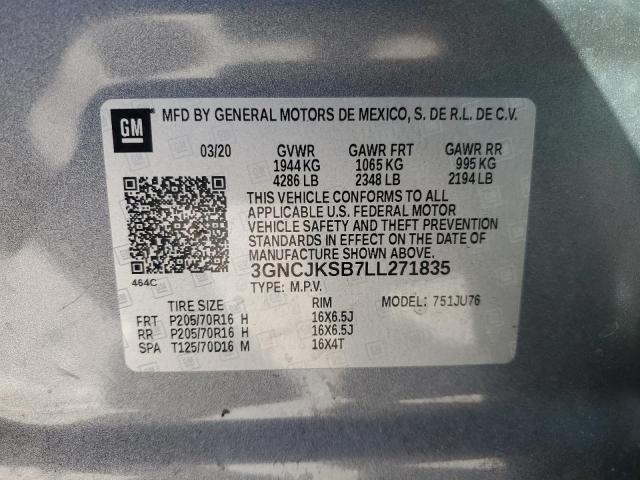 GM
MFD BY GENERAL MOTORS DE MEXICO, S. DE R.L. DE C.V.
03/20 GVWR GAWR FRT GAWR RR
1944 KG 1065 KG 995 KG
4286 LB 2348 LB 2194 LB
THIS VEHICLE CONFORMS TO ALL
APPLICABLE U.S. FEDERAL MOTOR
VEHICLE SAFETY AND THEFT PREVENTION
STANDARDS IN EFFECT ON THE DATE OF
MANUFACTURE SHOWN ABOVE.
3GNCJKSB7LL271835
464C
TYPE: M.P.V.
TIRE SIZE RIM MODEL: 751JU76
FRT P205/70R16 H 16X6.5J
RR P205/70R16 H 16X6.5J
SPA T125/70D16 M 16X4T